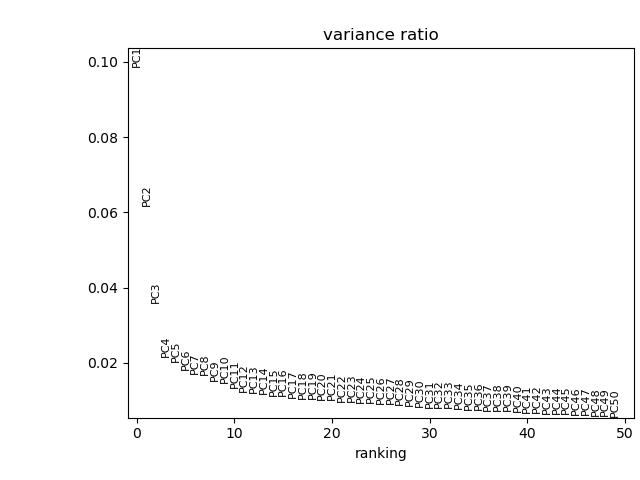 variance ratio
0.10
0.08
0.06
0.04
0.02
PC1
PC2
PC3
PC4
PC5
PC6
PC7
PC8
PC9
PC10
PC11
PC12
PC13
PC14
PC15
PC16
PC17
PC18
PC19
PC20
PC21
PC22
PC23
PC24
PC25
PC26
PC27
PC28
PC29
PC30
PC31
PC32
PC33
PC34
PC35
PC36
PC37
PC38
PC39
PC40
PC41
PC42
PC43
PC44
PC45
PC46
PC47
PC48
PC49
PC50
0 10 20 30 40 50
ranking